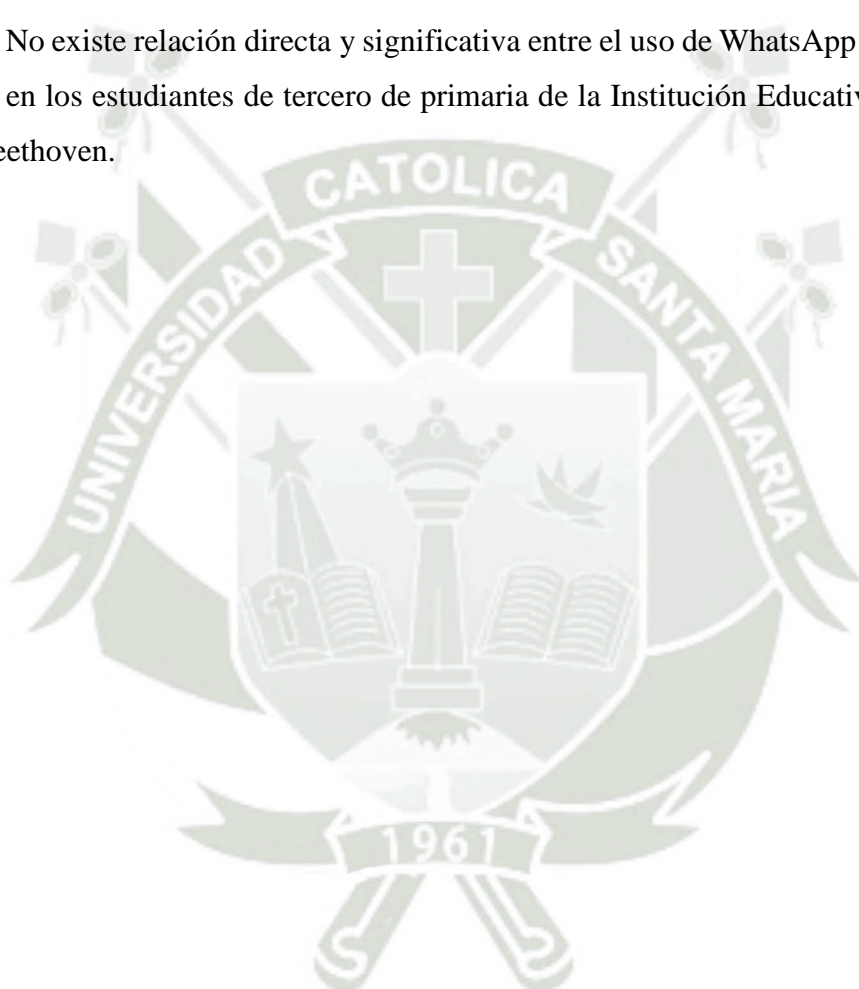 No existe relación directa y significativa entre el uso de WhatsApp
en los estudiantes de tercero de primaria de la Institución
eethoven.
UNIVERSIDAD CATOLICA SANTA MARIA
1961